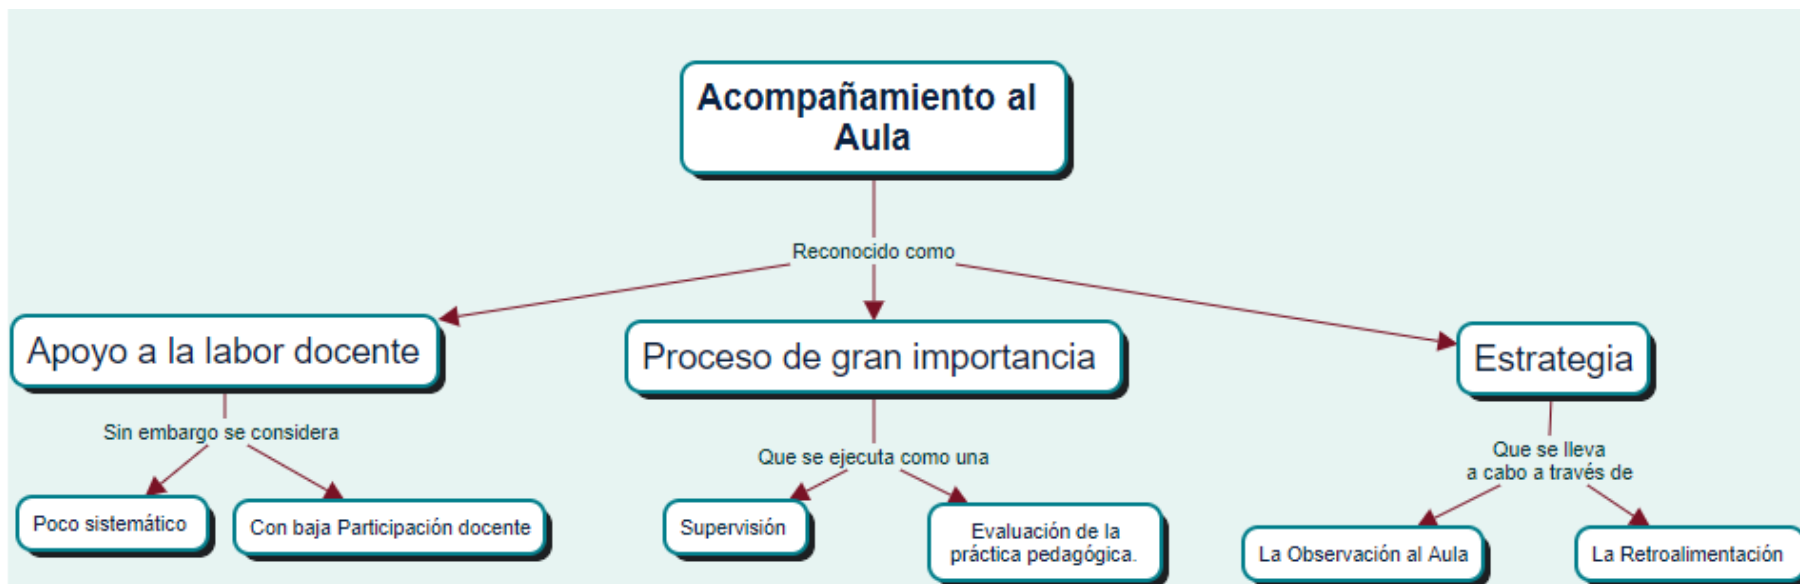 Acompañamiento al
Aula
Reconocido como
Apoyo a la labor docente
Proceso de gran importancia
Estrategia
Sin embargo se considera
Que se ejecuta como una
Que se lleva
a cabo a través de
Poco sistemático
Con baja Participación docente
Supervisión
Evaluación de la
práctica pedagógica.
La Observación al Aula
La Retroalimentación